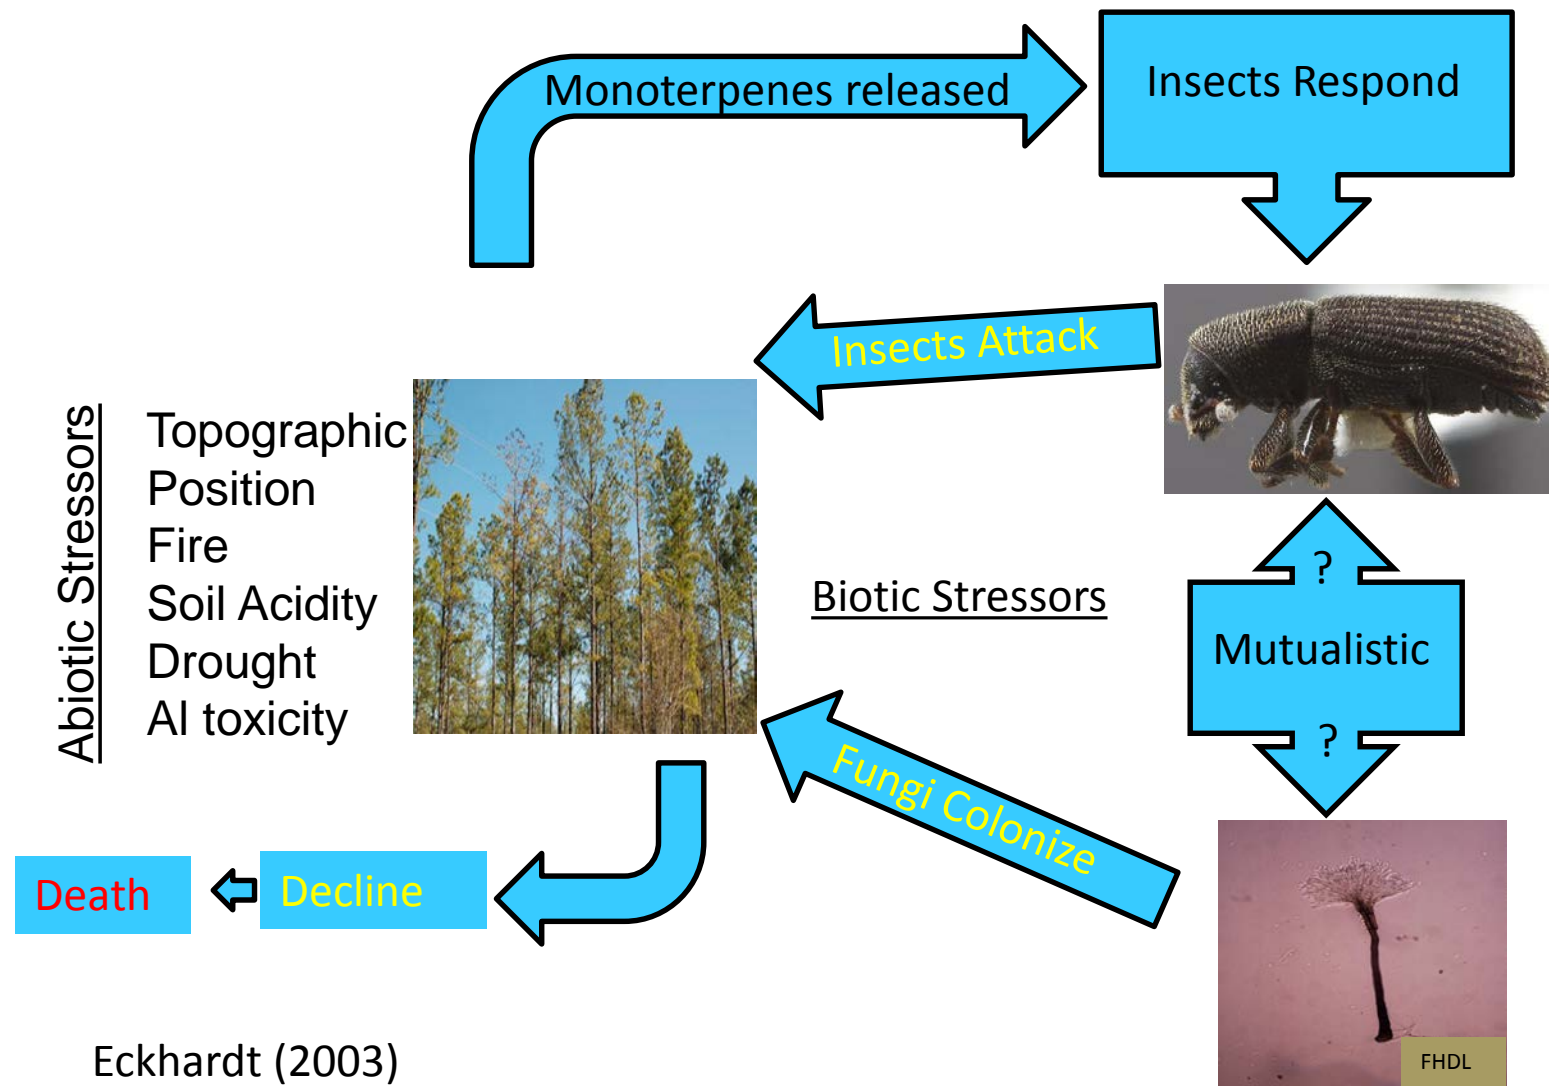 Monoterpenes released
Insects Respond
Insects Attack
Abiotic Stressors
Topographic
Position
Fire
Soil Acidity
Drought
Al toxicity
Biotic Stressors
?
Mutualistic
?
Fungi Colonize
Death
Decline
Eckhardt (2003)
FHDL